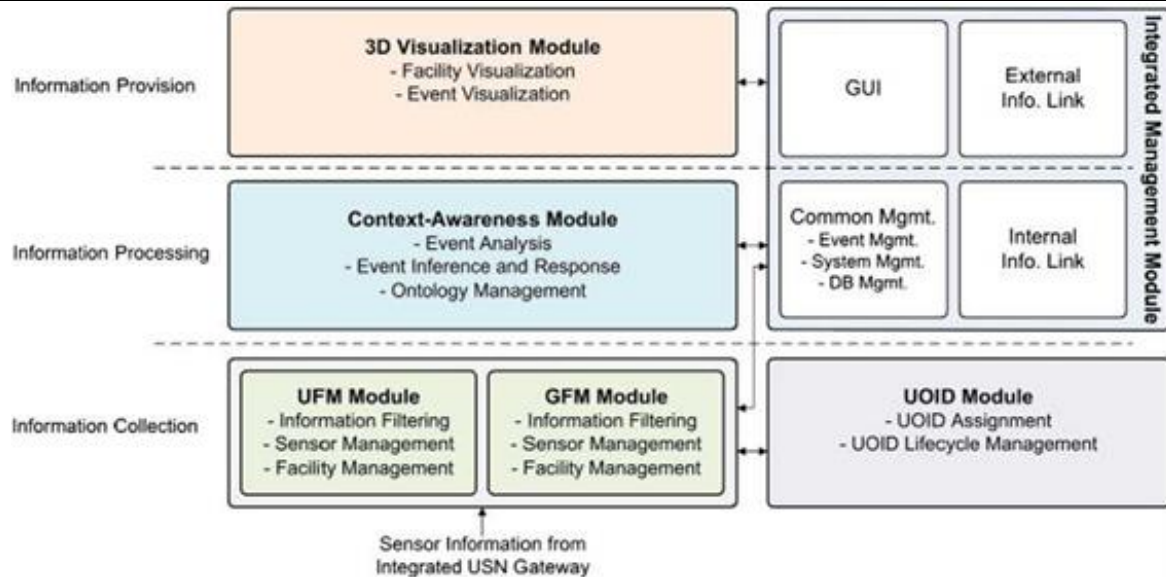 Information Provision
3D Visualization Module
- Facility Visualization
- Event Visualization
GUI
External
Info. Link
Integrated Management Module
Information Processing
Context-Awareness Module
- Event Analysis
- Event Inference and Response
- Ontology Management
Common Mgmt.
- Event Mgmt.
- System Mgmt.
- DB Mgmt.
Internal
Info. Link
Information Collection
UFM Module
- Information Filtering
- Sensor Management
- Facility Management
GFM Module
- Information Filtering
- Sensor Management
- Facility Management
UOID Module
- UOID Assignment
- UOID Lifecycle Management
Sensor Information from
Integrated USN Gateway